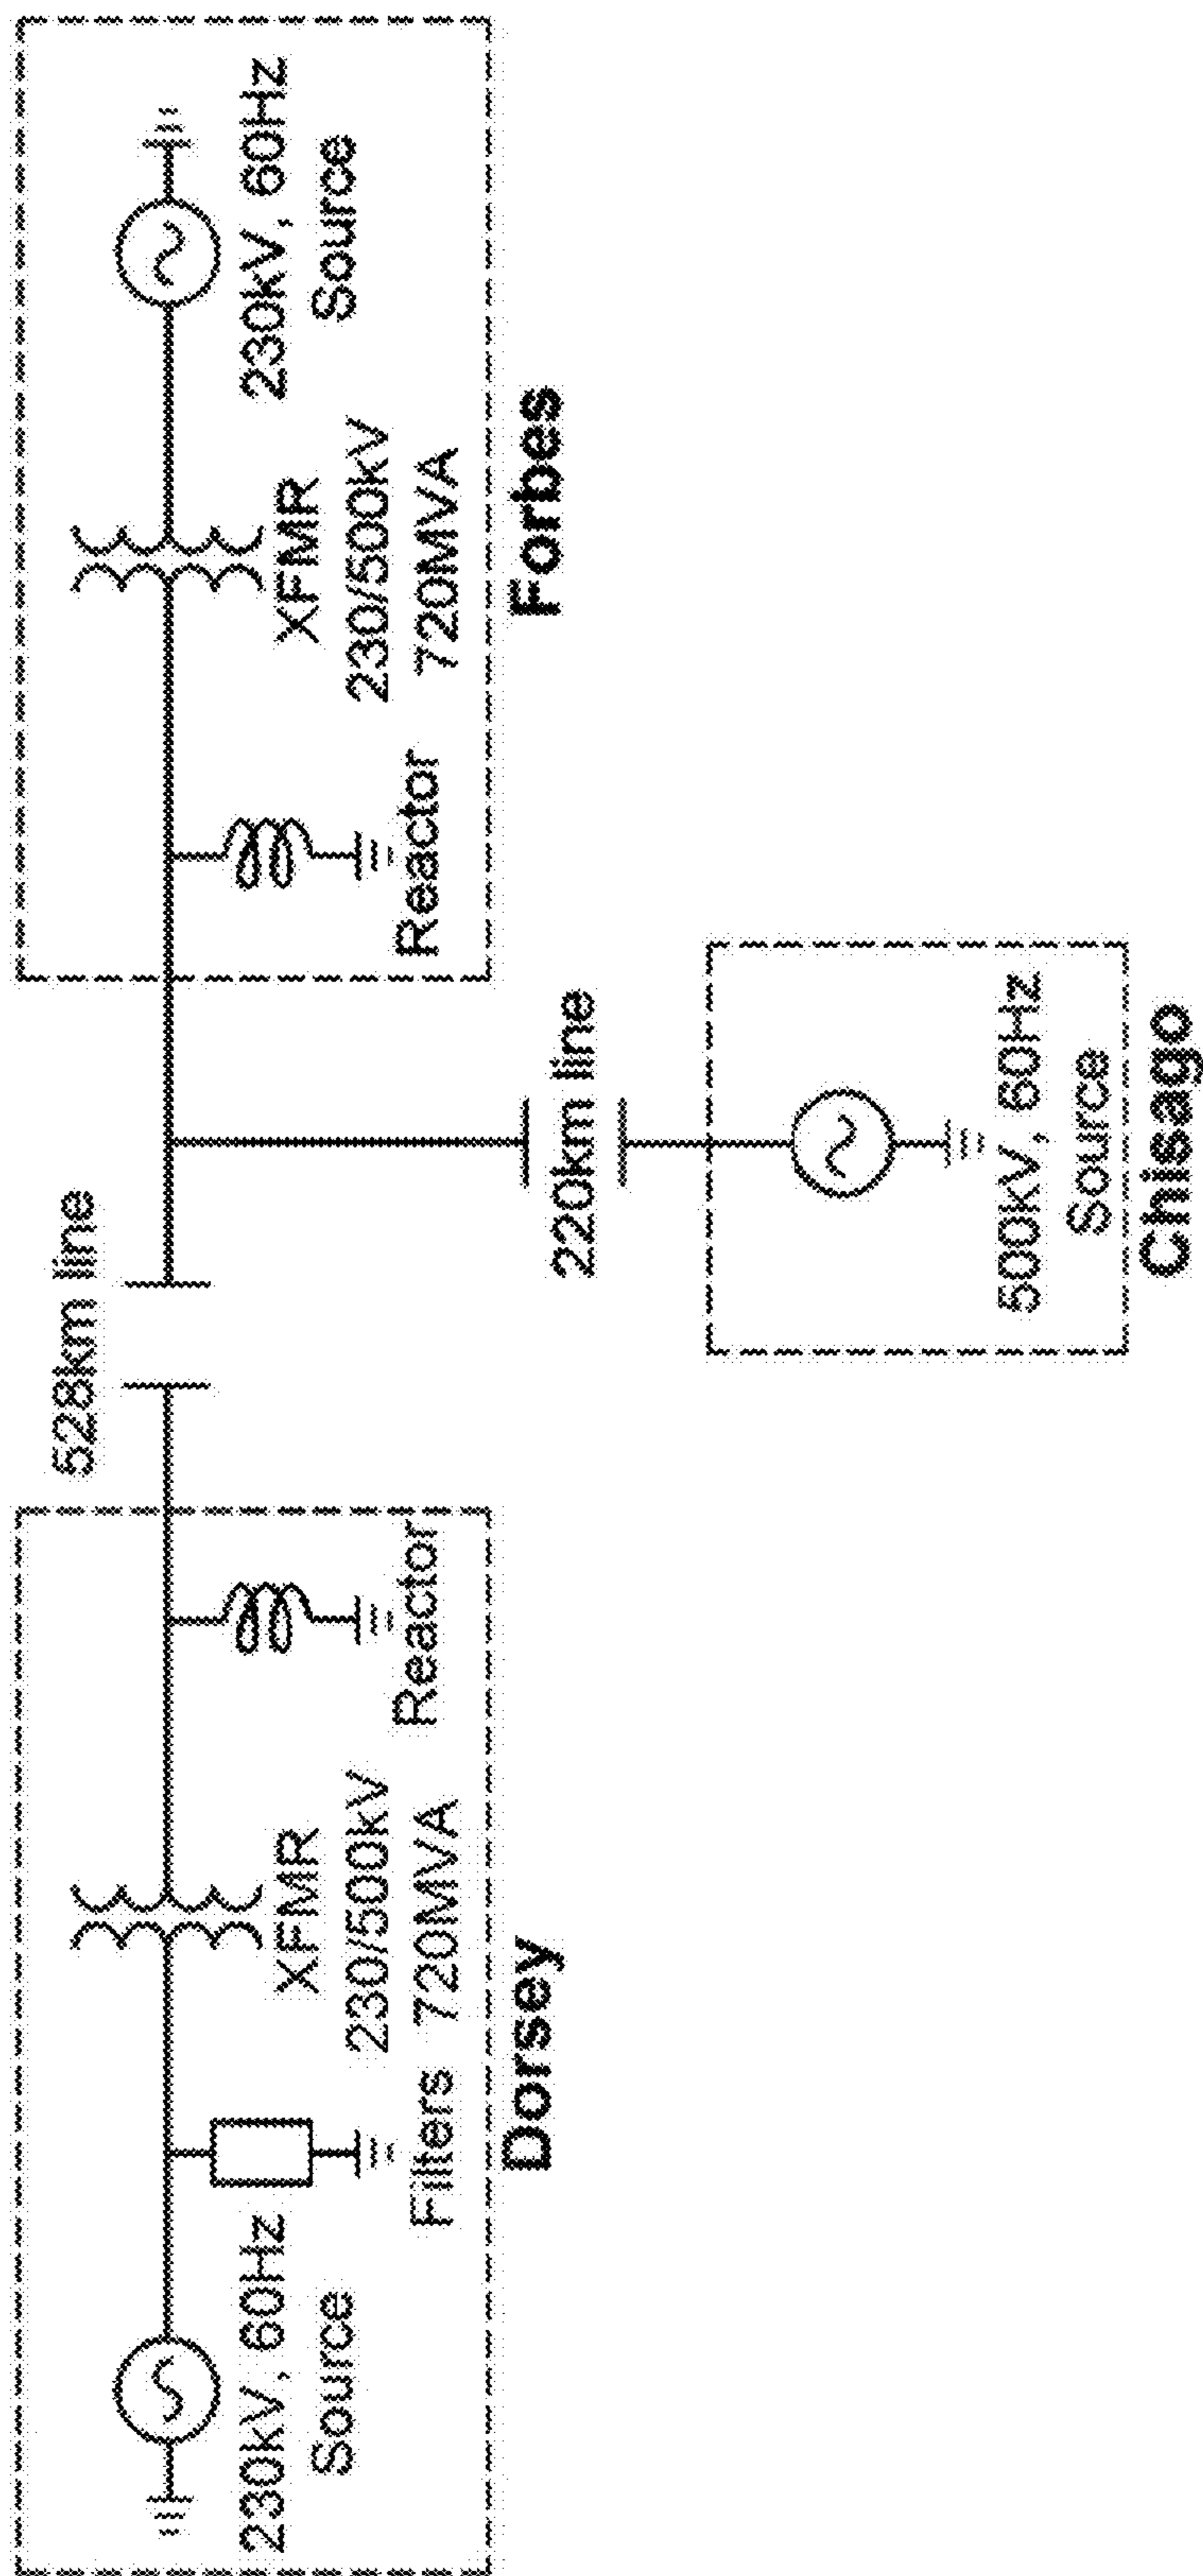 528km line
230kV, 60Hz
Source
Filters
XFMR
230/500kV
720MVA
Reactor
Dorsey
Reactor
XFMR
230/500kV
720MVA
230kV, 60Hz
Source
Forbes
220km line
500kV, 60Hz
Source
Chisago